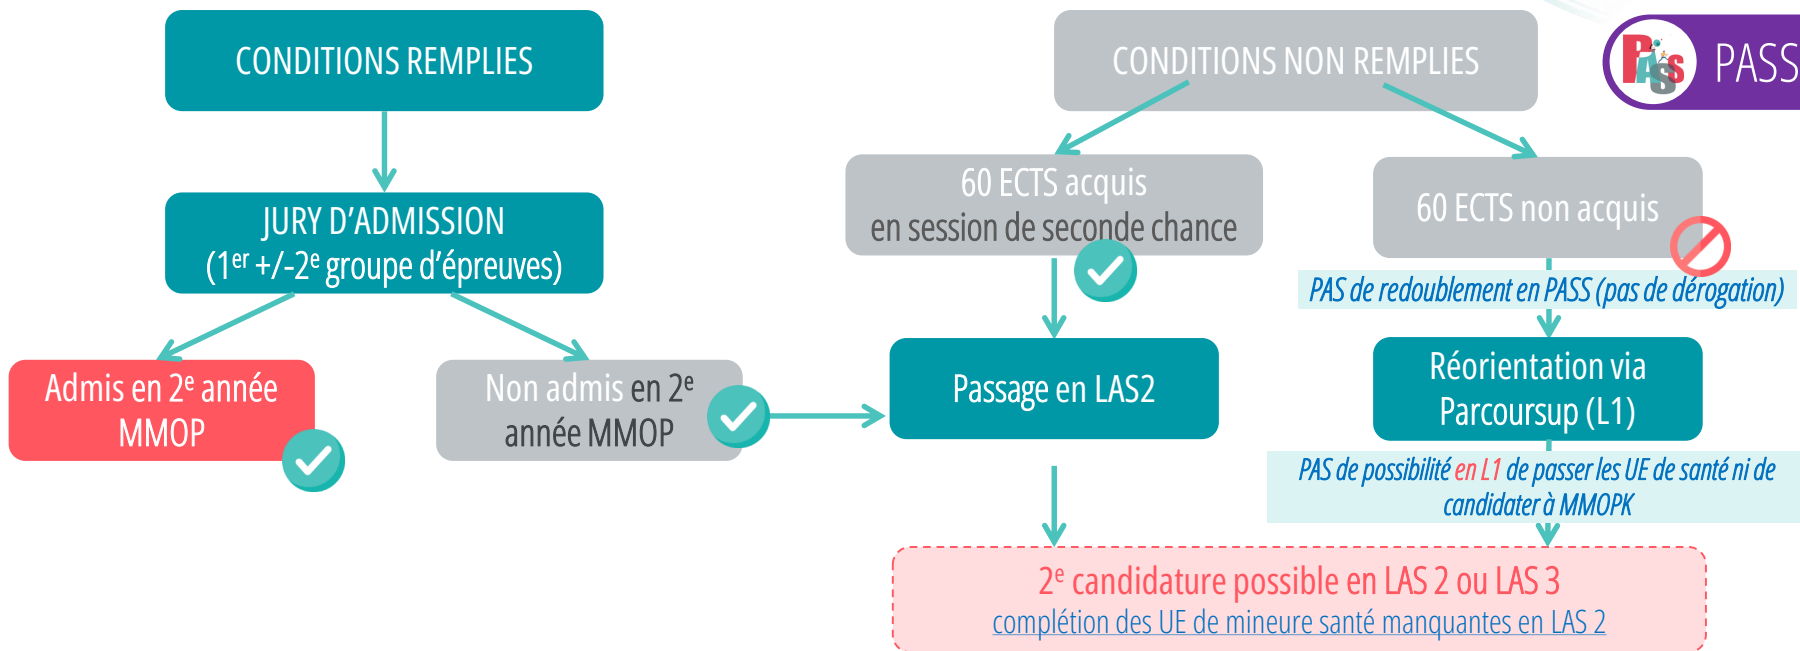 CONDITIONS REMPLIES
CONDITIONS NON REMPLIES
PASS
PASS
JURY D’ADMISSION
(1er +/-2e groupe d’épreuves)
60 ECTS acquis
en session de seconde chance
60 ECTS non acquis
PAS de redoublement en PASS (pas de dérogation)
Admis en 2e année
MMOP
Non admis en 2e
année MMOP
Passage en LAS2
Réorientation via
Parcoursup (L1)
PAS de possibilité en L1 de passer les UE de santé ni de
candidater à MMOPK
2e candidature possible en LAS 2 ou LAS 3
complétion des UE de mineure santé manquantes en LAS 2